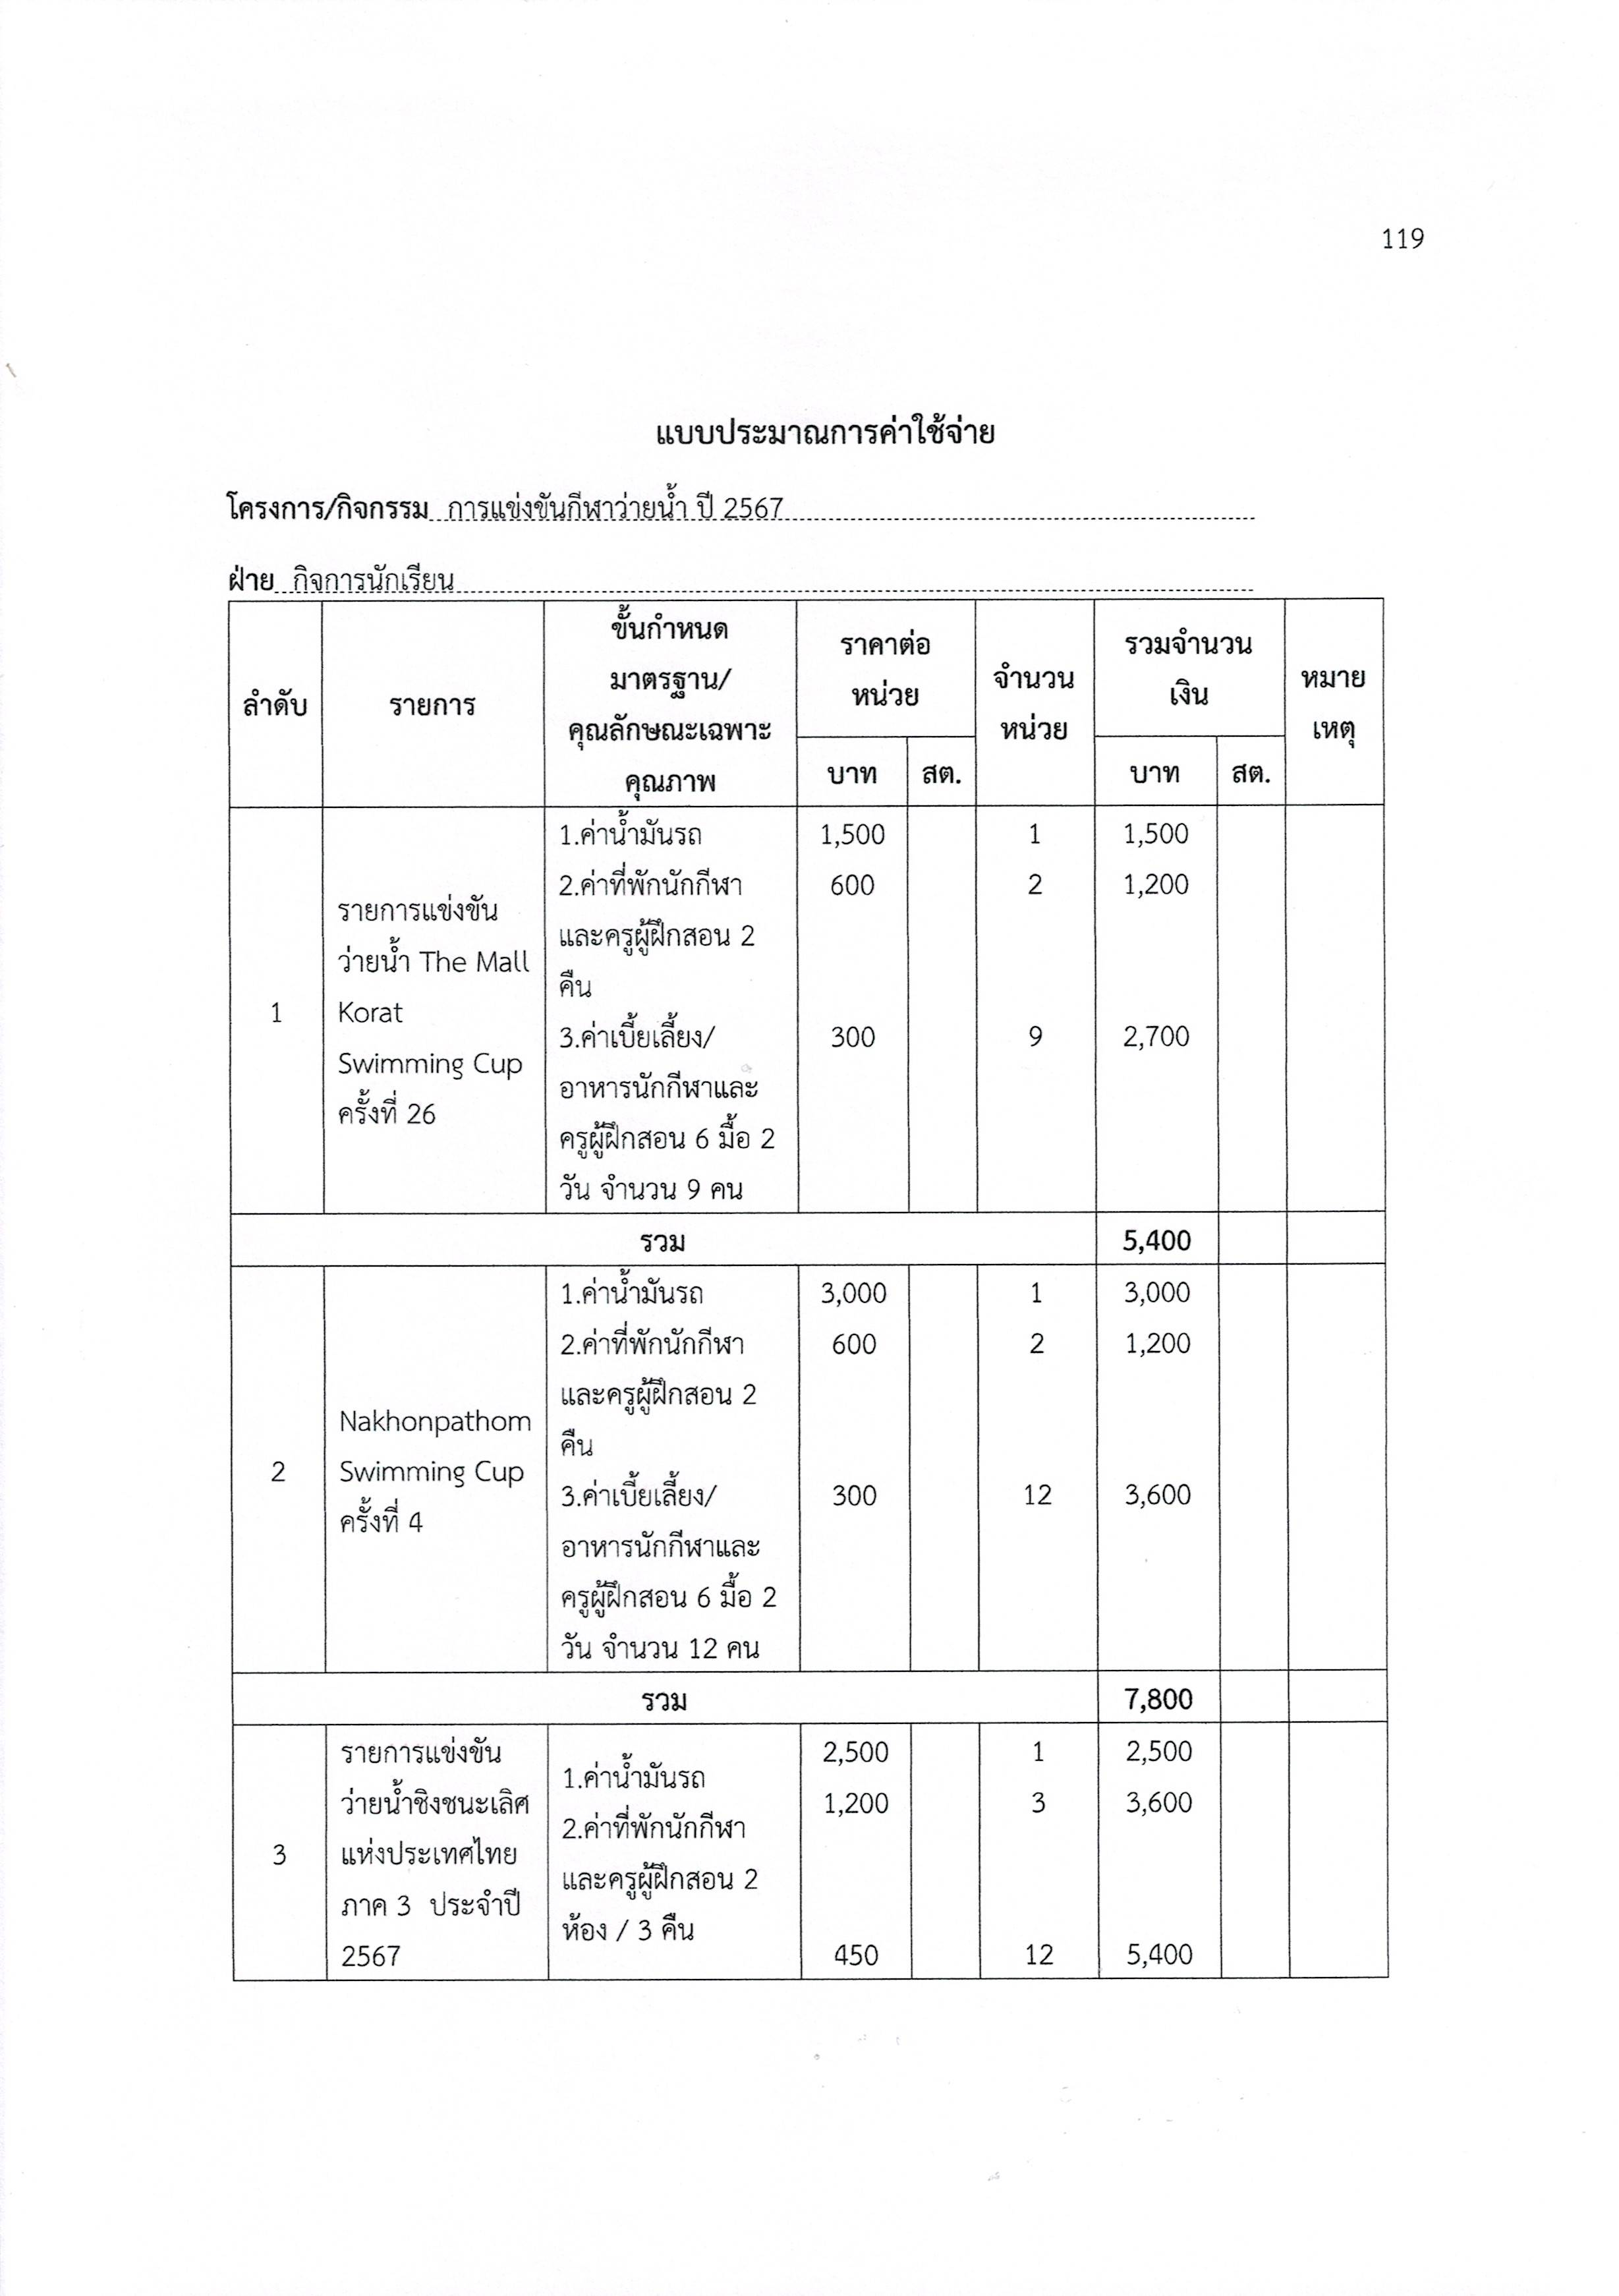 119
แบบประมาณการค่าใช้จ่าย
โครงการ/กิจกรรม การแข่งขันกีฬาว่ายน้ำ ปี 2567
ฝ่าย กิจการนักเรียน
ลำดับ รายการ ขั้นกำหนด มาตรฐาน/ คุณลักษณะเฉพาะ คุณภาพ ราคาต่อ หน่วย จำนวน หน่วย รวมจำนวน เงิน หมาย เหตุ
บาท สต. บาท สต.
1
รายการแข่งขัน
ว่ายน้ำ The Mall
Korat
Swimming Cup
ครั้งที่ 26
1.ค่าน้ำมันรถ 1,500 1 1,500
2.ค่าที่พักนักกีฬา 600 2 1,200
และครูผู้ฝึกสอน 2
คืน
3.ค่าเบี้ยเลี้ยง/ 300 9 2,700
อาหารนักกีฬาและ
ครูผู้ฝึกสอน 6 มื้อ 2
วัน จำนวน 9 คน
รวม 5,400
2
Nakhonpathom
Swimming Cup
ครั้งที่ 4
1.ค่าน้ำมันรถ 3,000 1 3,000
2.ค่าที่พักนักกีฬา 600 2 1,200
และครูผู้ฝึกสอน 2
คืน
3.ค่าเบี้ยเลี้ยง/ 300 12 3,600
อาหารนักกีฬาและ
ครูผู้ฝึกสอน 6 มื้อ 2
วัน จำนวน 12 คน
รวม 7,800
3
รายการแข่งขัน
ว่ายน้ำชิงชนะเลิศ
แห่งประเทศไทย
ภาค 3 ประจำปี
2567
1.ค่าน้ำมันรถ 2,500 1 2,500
2.ค่าที่พักนักกีฬา 1,200 3 3,600
และครูผู้ฝึกสอน 2
ห้อง / 3 คืน
450 12 5,400